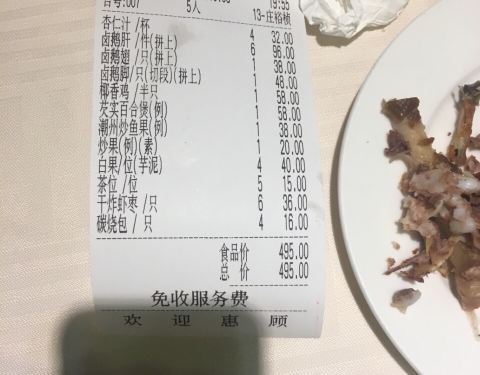 台号:007
5人
13-庄裕桢
杏仁汁 /杯 4 32.00
卤鹅肝 /件(拼上) 6 96.00
卤鹅翅 /只(拼上) 1 38.00
卤鹅脚/只(切段)(拼上) 1 48.00
椰香鸡 /半只 1 58.00
芡实百合煲(例) 1 58.00
潮州炒鱼果(例) 1 38.00
炒果(例)(素) 1 20.00
白果/位(芋泥) 4 40.00
茶位 /位 5 15.00
干炸虾枣 /只 6 36.00
碳烧包 / 只 4 16.00
食品价 495.00
总 价 495.00
免收服务费
欢 迎 惠 顾